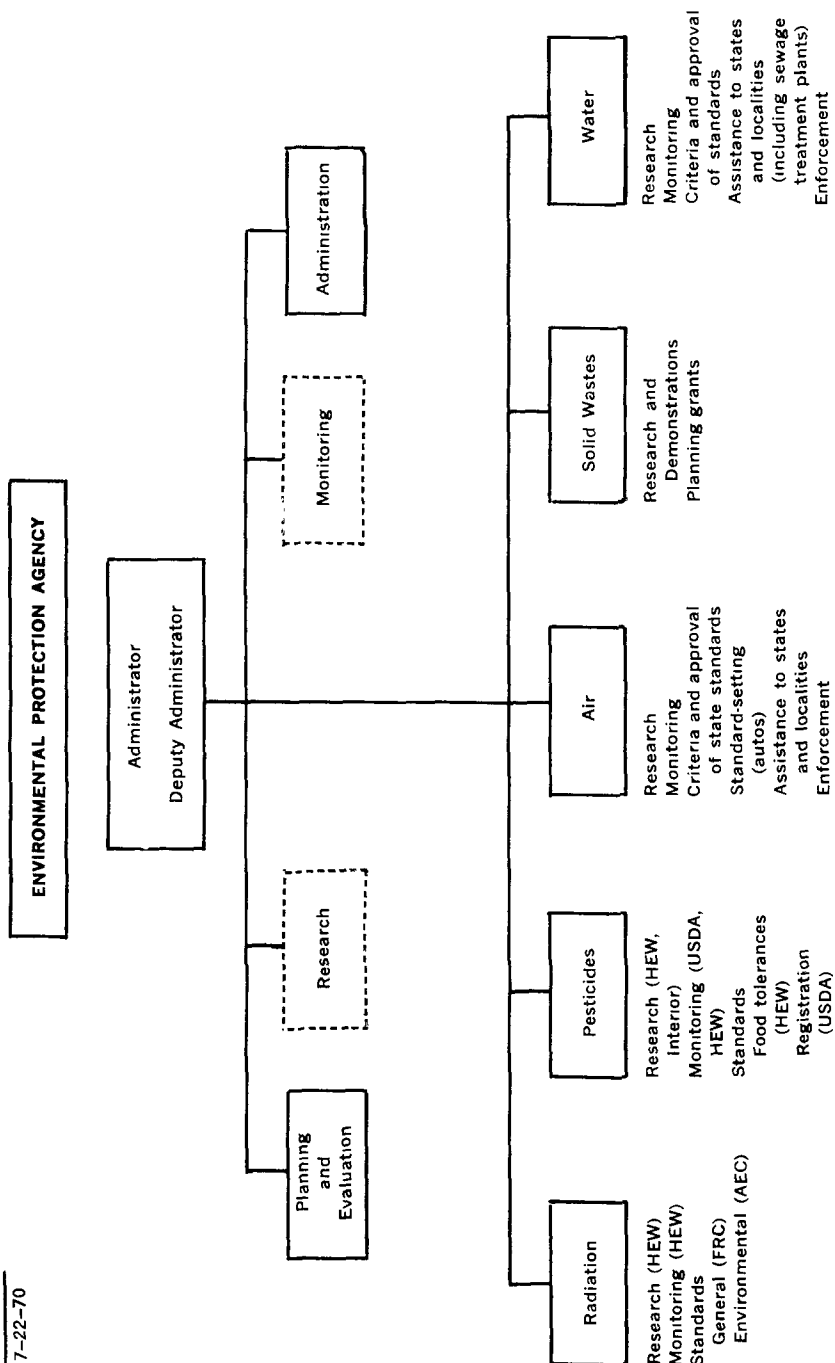 7-22-70
ENVIRONMENTAL PROTECTION AGENCY
Administrator
Deputy Administrator
Planning
and
Evaluation
Research
Monitoring
Administration
Radiation
Research (HEW)
Monitoring (HEW)
Standards
General (FRC)
Environmental (AEC)
Pesticides
Research (HEW,
Interior)
Monitoring (USDA,
HEW)
Standards
Food tolerances
(HEW)
Registration
(USDA)
Air
Research
Monitoring
Criteria and approval
of state standards
Standard-setting
(autos)
Assistance to states
and localities
Enforcement
Solid Wastes
Research and
Demonstrations
Planning grants
Water
Research
Monitoring
Criteria and approval
of standards
Assistance to states
and localities
(including sewage
treatment plants)
Enforcement